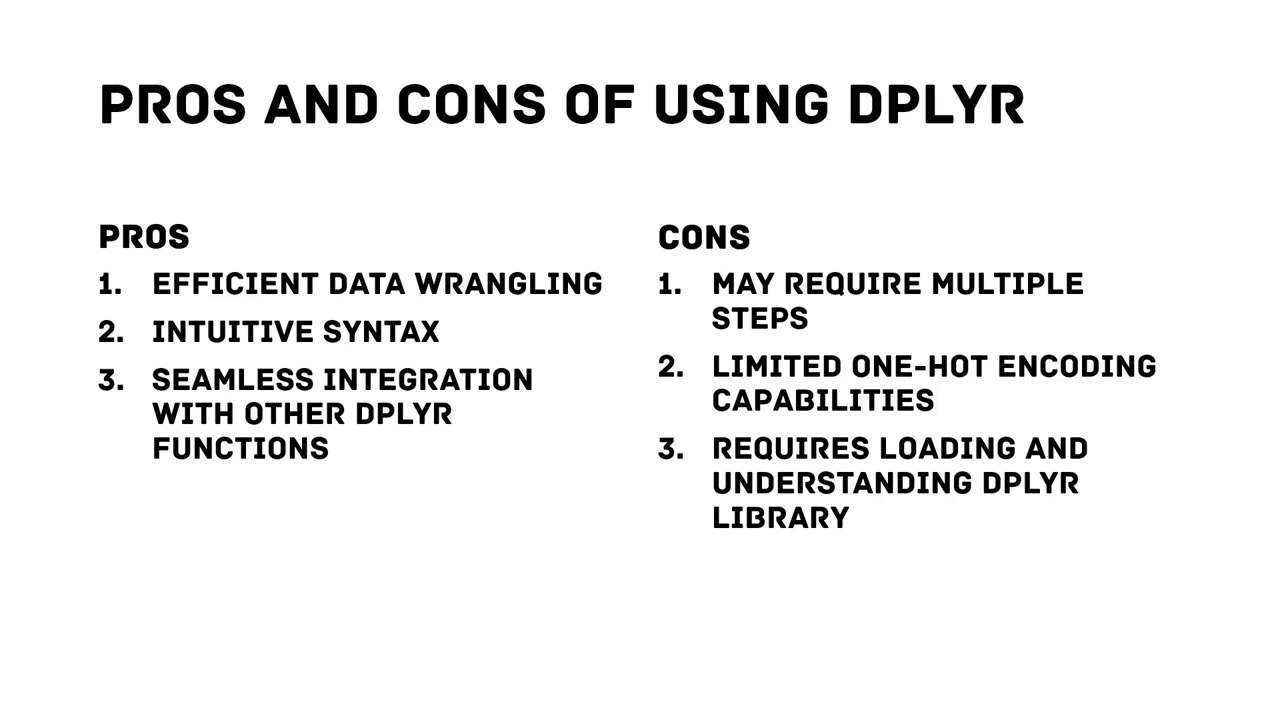 PROS AND CONS OF USING DPLYR
PROS
1. EFFICIENT DATA WRANGLING
2. INTUITIVE SYNTAX
3. SEAMLESS INTEGRATION
WITH OTHER DPLYR
FUNCTIONS
CONS
1. MAY REQUIRE MULTIPLE
STEPS
2. LIMITED ONE-HOT ENCODING
CAPABILITIES
3. REQUIRES LOADING AND
UNDERSTANDING DPLYR
LIBRARY